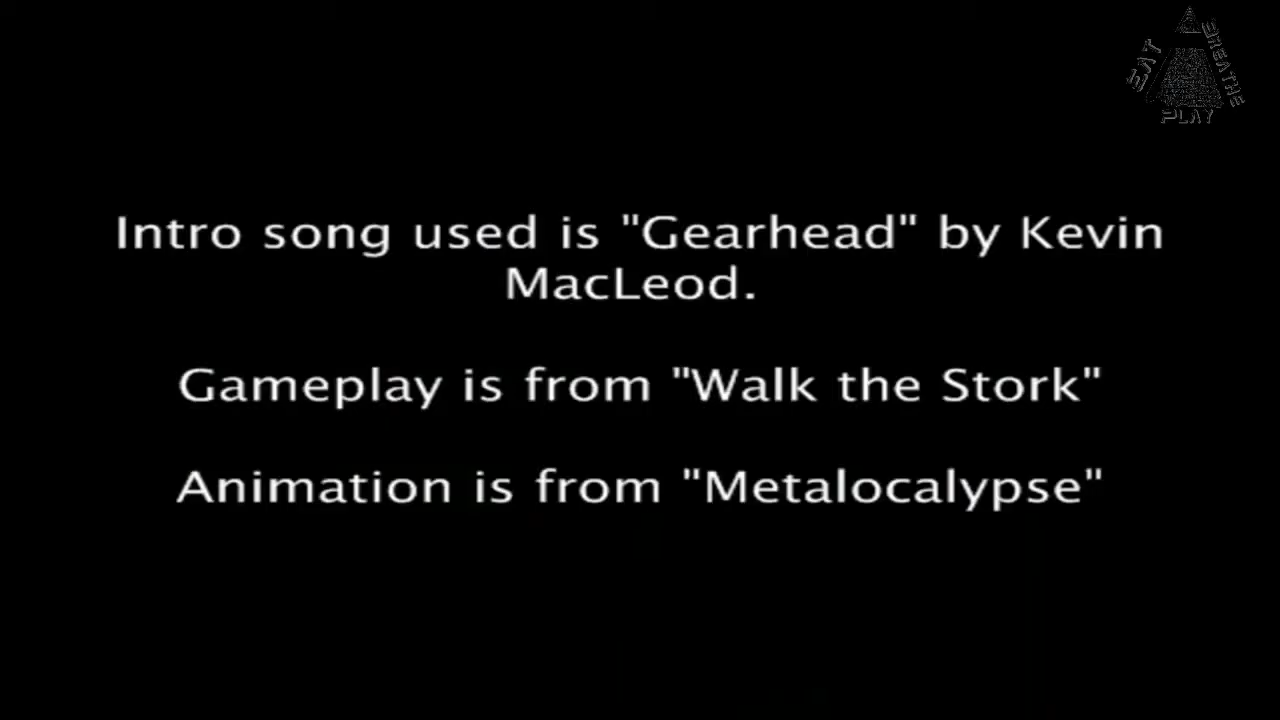 EAT
BREATHE
PLAY
Intro song used is "Gearhead" by Kevin
MacLeod.
Gameplay is from "Walk the Stork"
Animation is from "Metalocalypse"